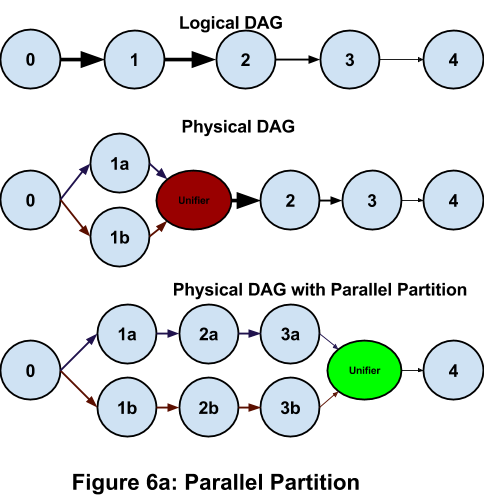 Logical DAG
0 1 2 3 4
Physical DAG
1a
0 Unifier 2 3 4
1b
Physical DAG with Parallel Partition
1a 2a 3a
0 Unifier 4
1b 2b 3b
Figure 6a: Parallel Partition